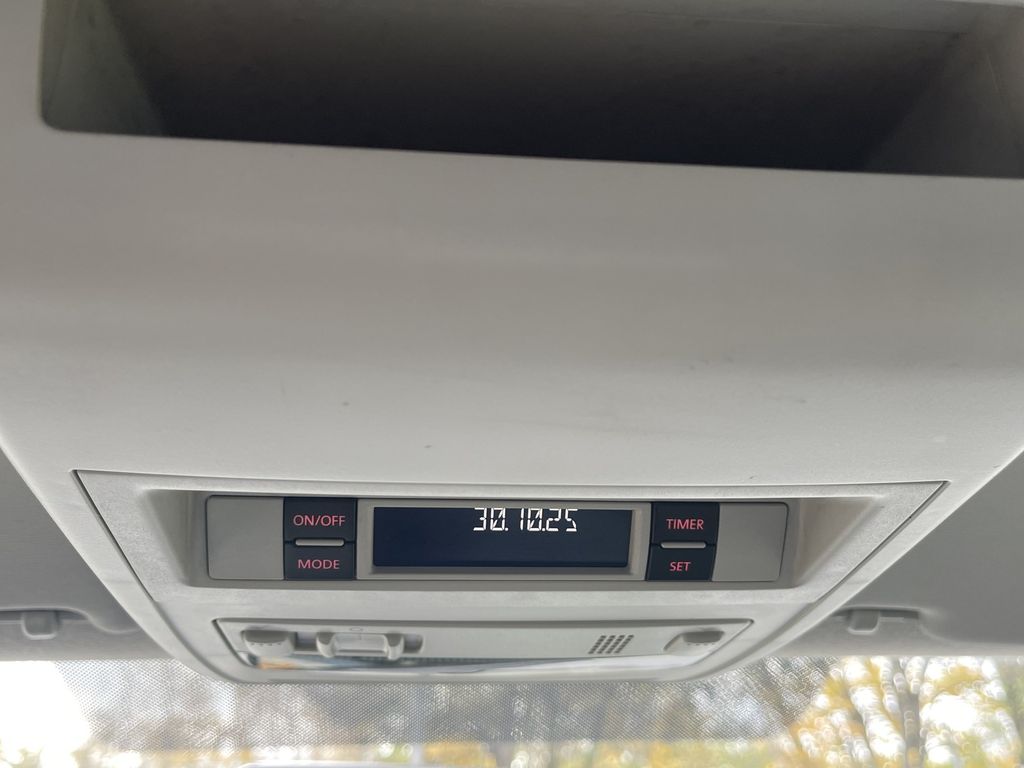 ON/OFF 30.10.25 TIMER
MODE SET